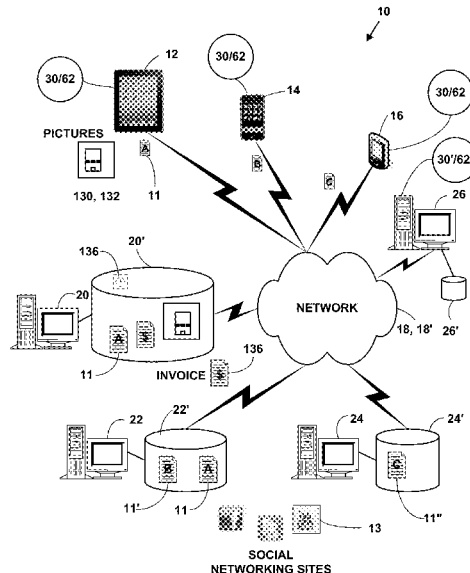 10
12
30/62
30/62
14
16
30/62
PICTURES
A
B
C
30'/62
26
130, 132
11
136
20'
20
NETWORK
18, 18'
26'
A
$
11
INVOICE
$
136
22
22'
24
24'
B
A
C
11'
11
11"
13
SOCIAL
NETWORKING SITES